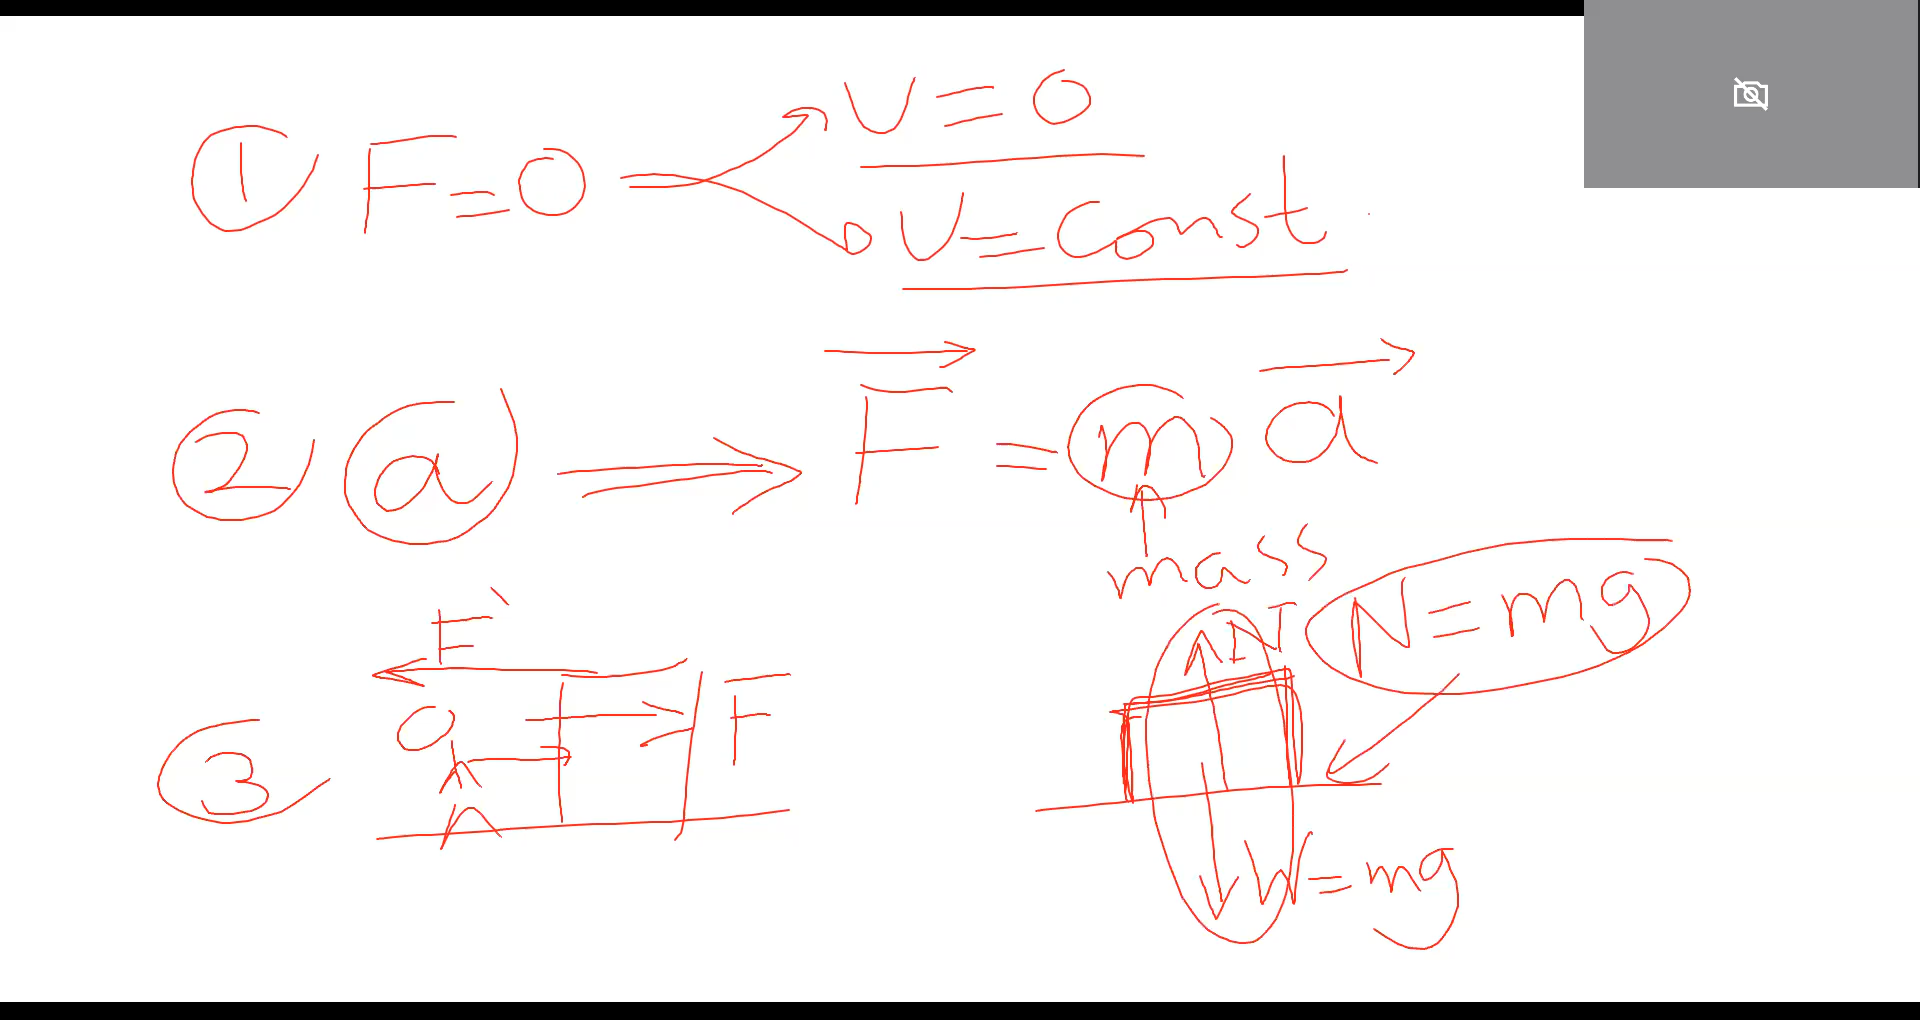 1 F=0 V=0
V=Const
2 a F = m a
mass
F` N N=mg
3 F
W=mg